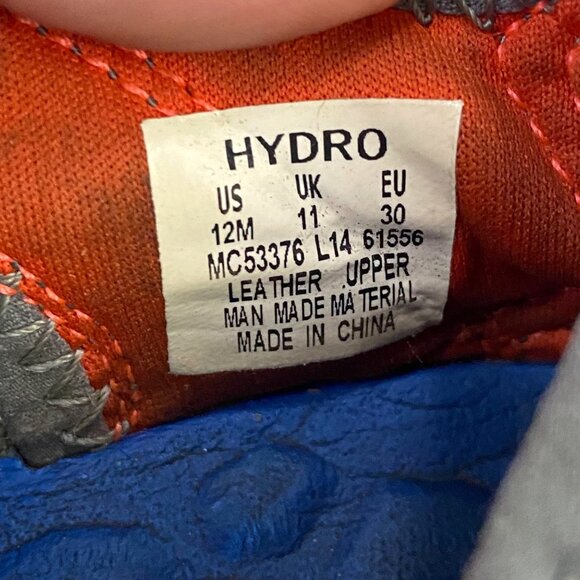 HYDRO
US UK EU
12M 11 30
MC53376 L14 61556
LEATHER UPPER
MAN MADE MATERIAL
MADE IN CHINA